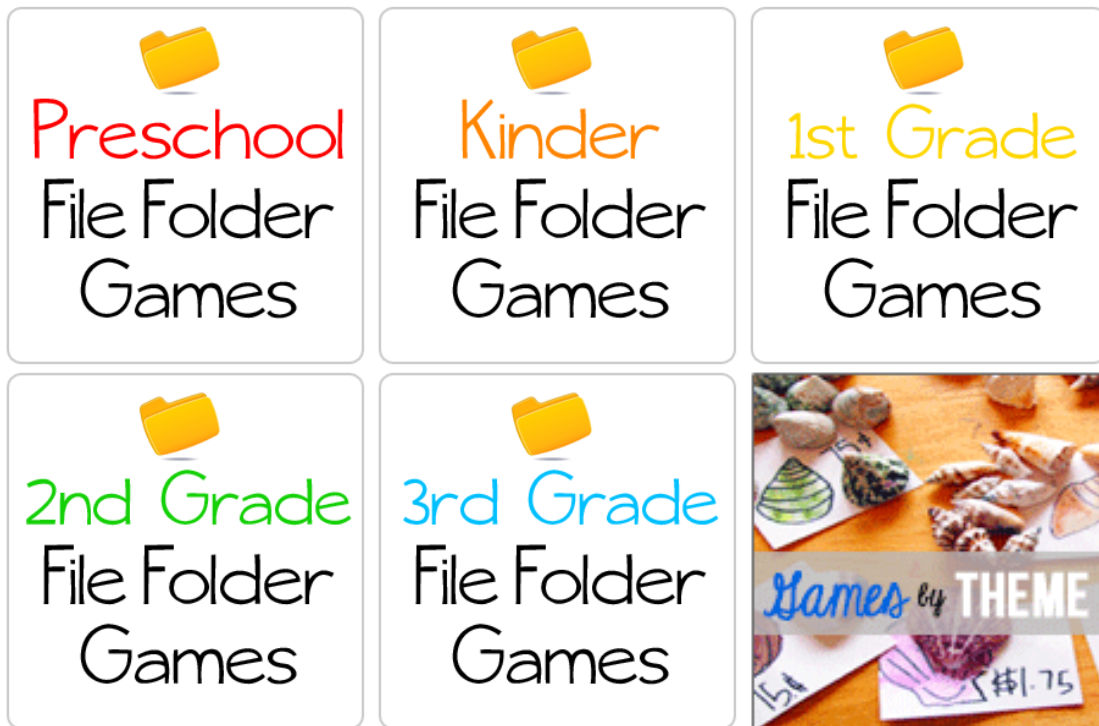 Preschool
File Folder
Games
Kinder
File Folder
Games
1st Grade
File Folder
Games
2nd Grade
File Folder
Games
3rd Grade
File Folder
Games
75¢
Games by THEME
15¢
$1.75